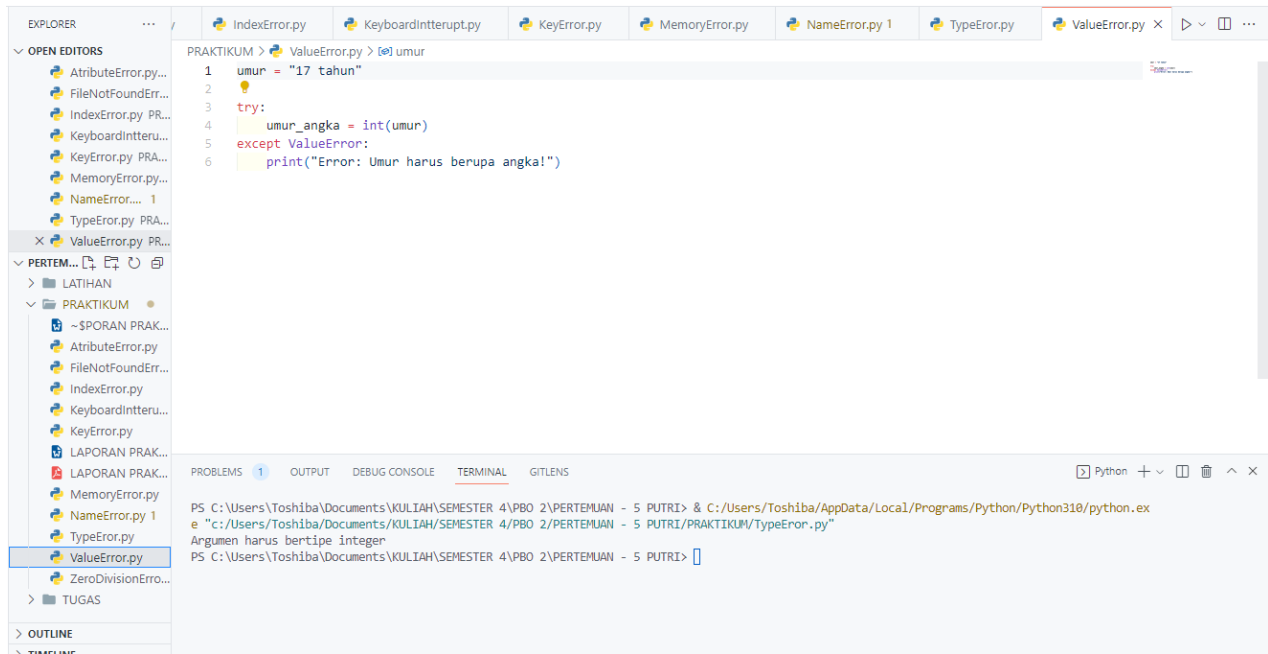 EXPLORER
IndexError.py
KeyboardIntterupt.py
KeyError.py
MemoryError.py
NameError.py 1
TypeEror.py
ValueError.py
OPEN EDITORS
AtributeError.py...
FileNotFoundErr...
IndexError.py PR...
KeyboardInterru...
KeyError.py PRA...
MemoryError.py...
NameError.... 1
TypeEror.py PRA...
ValueError.py PR...
PERTEM...
LATIHAN
PRAKTIKUM
~$PORAN PRAK...
AtributeError.py
FileNotFoundErr...
IndexError.py
KeyboardIntteru...
KeyError.py
LAPORAN PRAK...
LAPORAN PRAK...
MemoryError.py
NameError.py 1
TypeEror.py
ValueError.py
ZeroDivisionErro...
TUGAS
OUTLINE
TIMELINE
PRAKTIKUM > ValueError.py > umur
1 umur = "17 tahun"
2
3 try:
4 umur_angka = int(umur)
5 except ValueError:
6 print("Error: Umur harus berupa angka!")
PROBLEMS 1 OUTPUT DEBUG CONSOLE TERMINAL GITLENS
Python
PS C:\Users\Toshiba\Documents\KULIAH\SEMESTER 4\PBO 2\PERTEMUAN - 5 PUTRI> & C:/Users/Toshiba/AppData/Local/Programs/Python/Python310/python.ex
e "c:/Users/Toshiba/Documents/KULIAH/SEMESTER 4/PBO 2/PERTEMUAN - 5 PUTRI/PRAKTIKUM/TypeEror.py"
Argumen harus bertipe integer
PS C:\Users\Toshiba\Documents\KULIAH\SEMESTER 4\PBO 2\PERTEMUAN - 5 PUTRI>